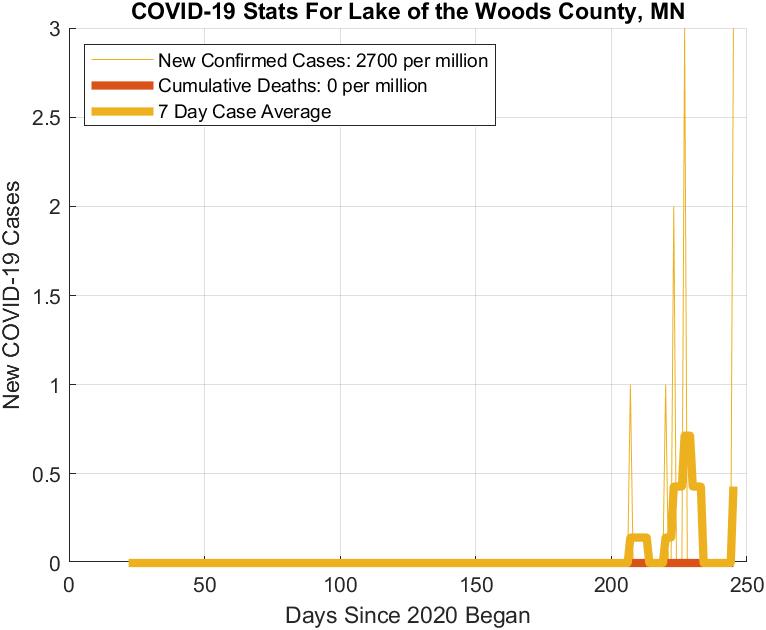 COVID-19 Stats For Lake of the Woods County, MN
New Confirmed Cases: 2700 per million
Cumulative Deaths: 0 per million
7 Day Case Average
New COVID-19 Cases
3
2.5
2
1.5
1
0.5
0
0 50 100 150 200 250
Days Since 2020 Began